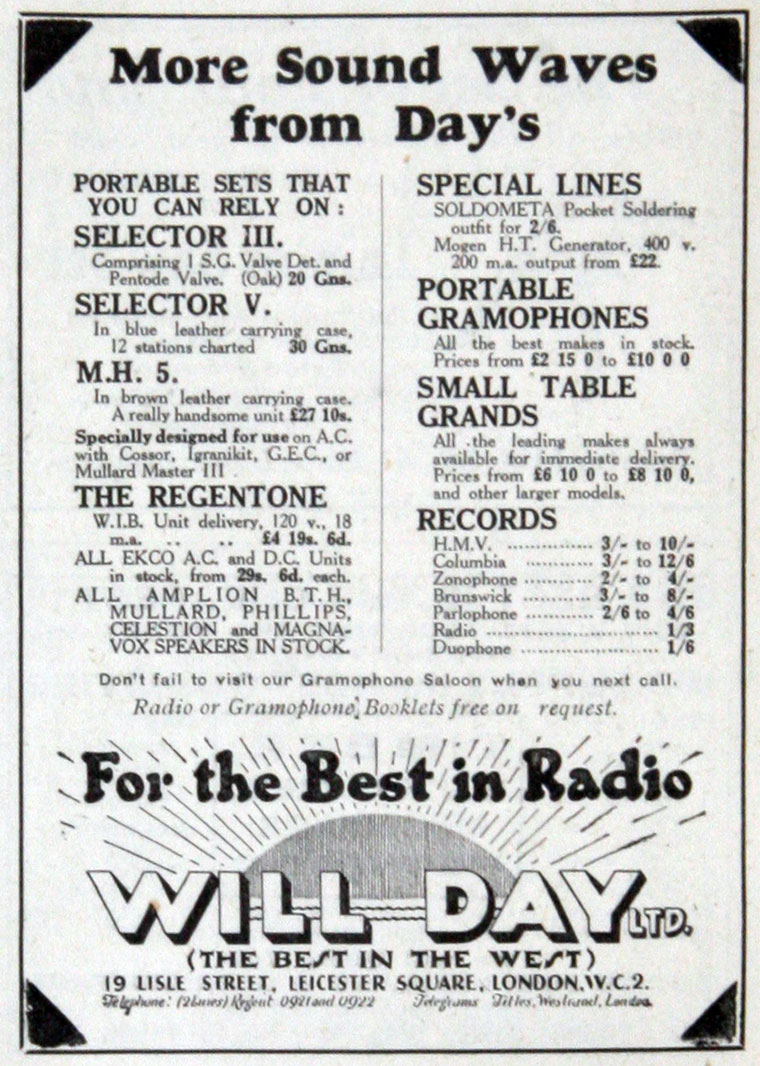 More Sound Waves
from Day's
PORTABLE SETS THAT
YOU CAN RELY ON :
SELECTOR III.
Comprising 1 S.G. Valve Det. and
Pentode Valve. (Oak) 20 Gns.
SELECTOR V.
In blue leather carrying case,
12 stations charted 30 Gns.
M.H. 5.
In brown leather carrying case.
A really handsome unit £27 10s.
Specially designed for use on A.C.
with Cossor, Igranikit, G.E.C., or
Mullard Master III
THE REGENTONE
W.I.B. Unit delivery, 120 v., 18
m.a. .. .. £4 19s. 6d.
ALL EKCO A.C. and D.C. Units
in stock, from 29s. 6d. each.
ALL AMPLION B.T.H.,
MULLARD, PHILLIPS,
CELESTION and MAGNA-
VOX SPEAKERS IN STOCK.
SPECIAL LINES
SOLDOMETA Pocket Soldering
outfit for 2/6.
Mogen H.T. Generator, 400 v.
200 m.a. output from £22.
PORTABLE
GRAMOPHONES
All the best makes in stock.
Prices from £2 15 0 to £10 0 0
SMALL TABLE
GRANDS
All the leading makes always
available for immediate delivery.
Prices from £6 10 0 to £8 10 0,
and other larger models.
RECORDS
H.M.V. .............. 3/- to 10/-
Columbia ........... 3/- to 12/6
Zonophone ........... 2/- to 4/-
Brunswick ........... 3/- to 8/-
Parlophone .......... 2/6 to 4/6
Radio ........................... 1/3
Duophone ..................... 1/6
Don't fail to visit our Gramophone Saloon when you next call.
Radio or Gramophone Booklets free on request.
For the Best in Radio
WILL DAY LTD.
(THE BEST IN THE WEST)
19 LISLE STREET, LEICESTER SQUARE, LONDON, W.C.2.
Telephone: (2 Lines) Regent 0921 and 0922 Telegrams Titles, Westrand, London